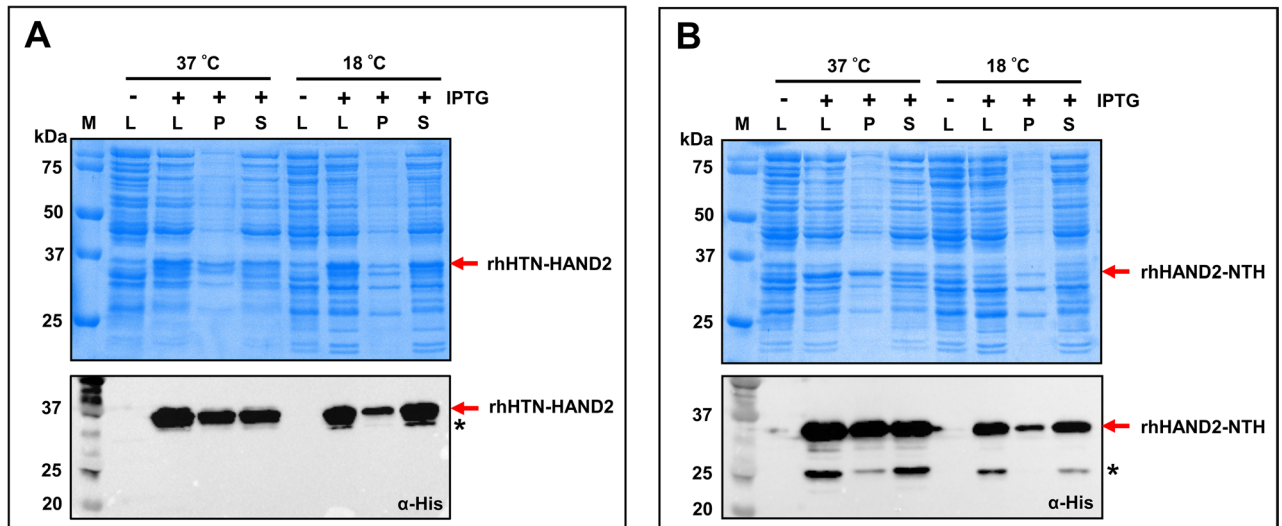 A
37 °C 18 °C
- + + + - + + + IPTG
kDa M L L P S L L P S
75
50
37
25
rhHTN-HAND2
37
25
20
rhHTN-HAND2
*
α-His
B
37 °C 18 °C
- + + + - + + + IPTG
kDa M L L P S L L P S
75
50
37
25
rhHAND2-NTH
37
25
20
rhHAND2-NTH
*
α-His